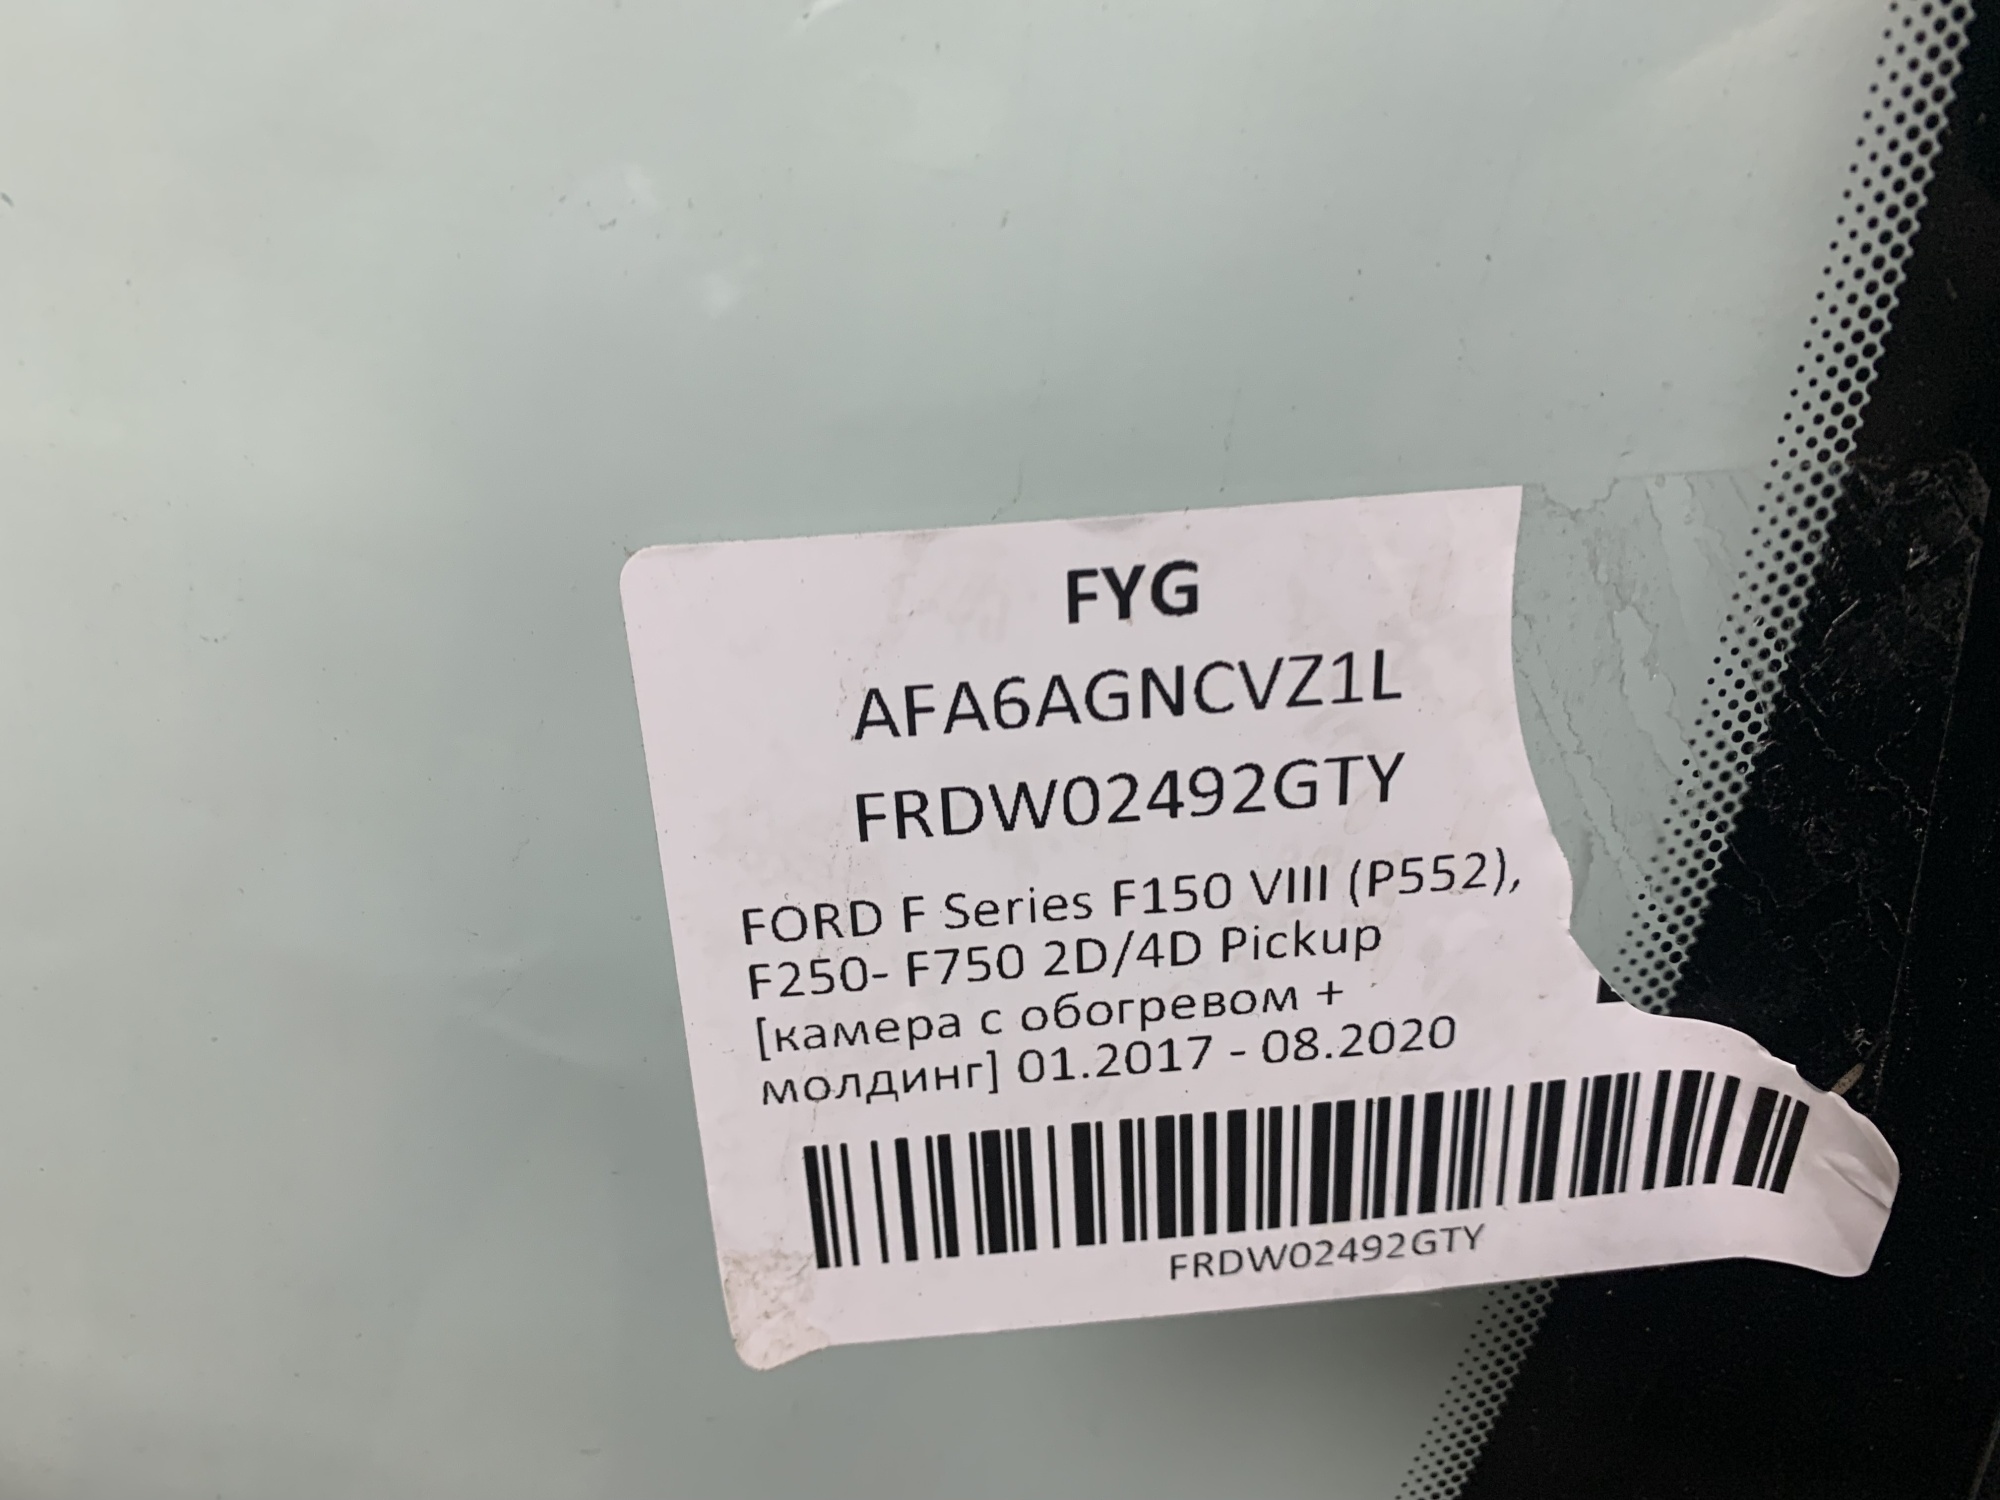 FYG
AFA6AGNCVZ1L
FRDW02492GTY
FORD F Series F150 VIII (P552),
F250- F750 2D/4D Pickup
[камера с обогревом +
молдинг] 01.2017 - 08.2020
FRDW02492GTY